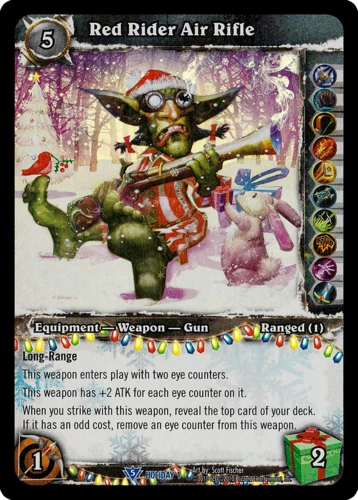 5
Red Rider Air Rifle
Equipment — Weapon — Gun Ranged (1)
Long-Range
This weapon enters play with two eye counters.
This weapon has +2 ATK for each eye counter on it.
When you strike with this weapon, reveal the top card of your deck.
If it has an odd cost, remove an eye counter from this weapon.
1
HOLIDAY
Art by Scott Fischer
2